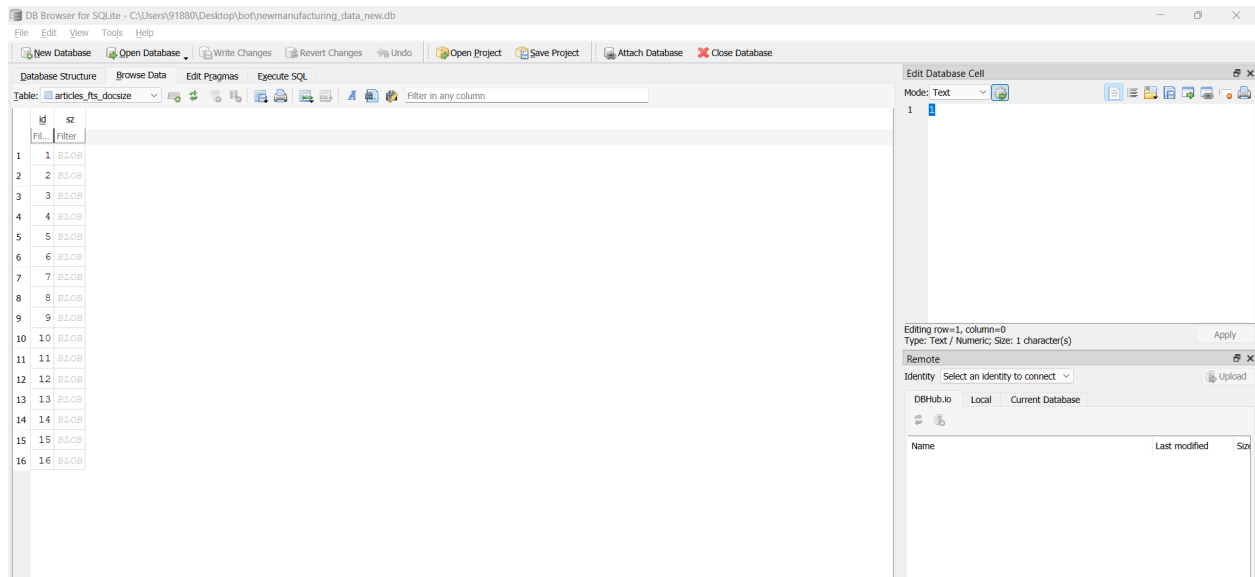 DB Browser for SQLite - C:\Users\91880\Desktop\bot\newmanufacturing_data_new.db
File Edit View Tools Help
New Database Open Database Write Changes Revert Changes Undo Open Project Save Project Attach Database Close Database
Database Structure Browse Data Edit Pragmas Execute SQL
Table: articles_fts_docsize Filter in any column
id sz
Fil... Filter
1 1 BLOB
2 2 BLOB
3 3 BLOB
4 4 BLOB
5 5 BLOB
6 6 BLOB
7 7 BLOB
8 8 BLOB
9 9 BLOB
10 10 BLOB
11 11 BLOB
12 12 BLOB
13 13 BLOB
14 14 BLOB
15 15 BLOB
16 16 BLOB
Edit Database Cell
Mode: Text
1 1
Editing row=1, column=0
Type: Text / Numeric; Size: 1 character(s)
Apply
Remote
Identity Select an identity to connect Upload
DBHub.io Local Current Database
Name Last modified Size